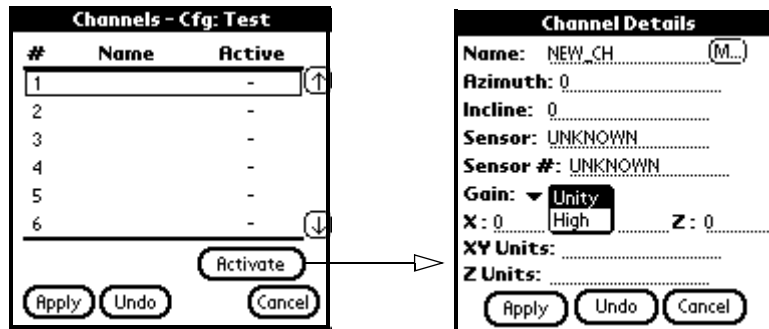 Channels - Cfg: Test
# Name Active
1 -
2 -
3 -
4 -
5 -
6 -
Activate
Apply Undo Cancel
Channel Details
Name: NEW_CH (M...)
Azimuth: 0
Incline: 0
Sensor: UNKNOWN
Sensor #: UNKNOWN
Gain: Unity
High
X: 0 Z: 0
XY Units:
Z Units:
Apply Undo Cancel